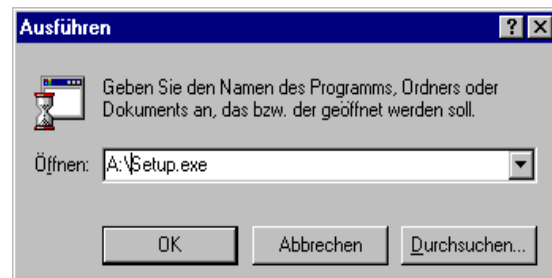 Ausführen
Geben Sie den Namen des Programms, Ordners oder
Dokuments an, das bzw. der geöffnet werden soll.
Öffnen: A:\Setup.exe
OK Abbrechen Durchsuchen...